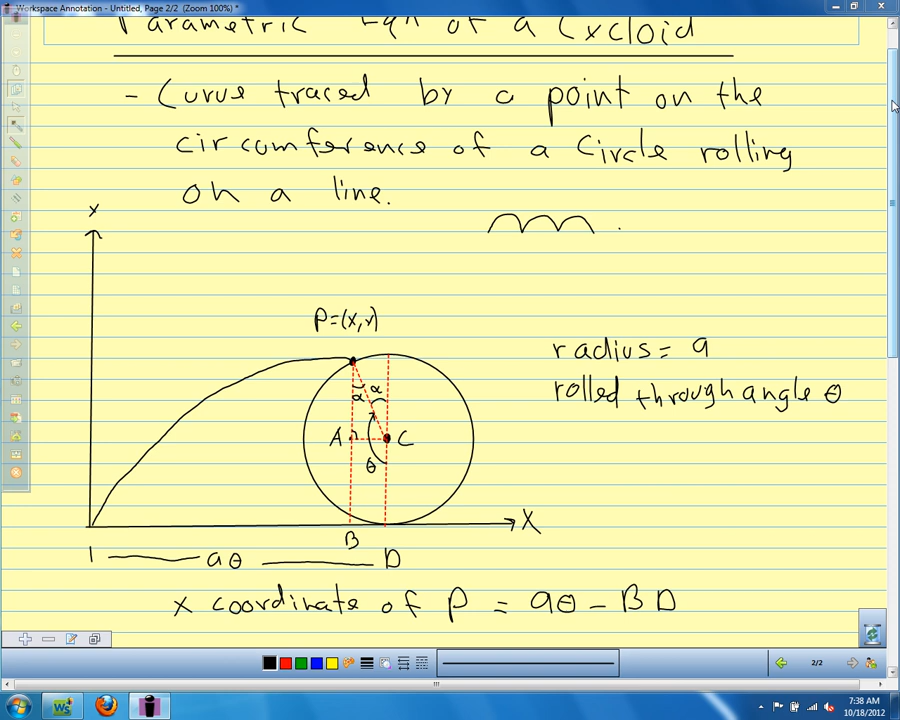 Workspace Annotation - Untitled, Page 2/2 (Zoom 100%) *
Parametric Eqn of a Cycloid
- Curve traced by a point on the
circumference of a Circle rolling
on a line.
Y
P=(x,y)
radius = a
rolled through angle θ
α α
A C
θ
X
B
aθ D
x coordinate of P = aθ - BD
2/2
7:38 AM
10/18/2012